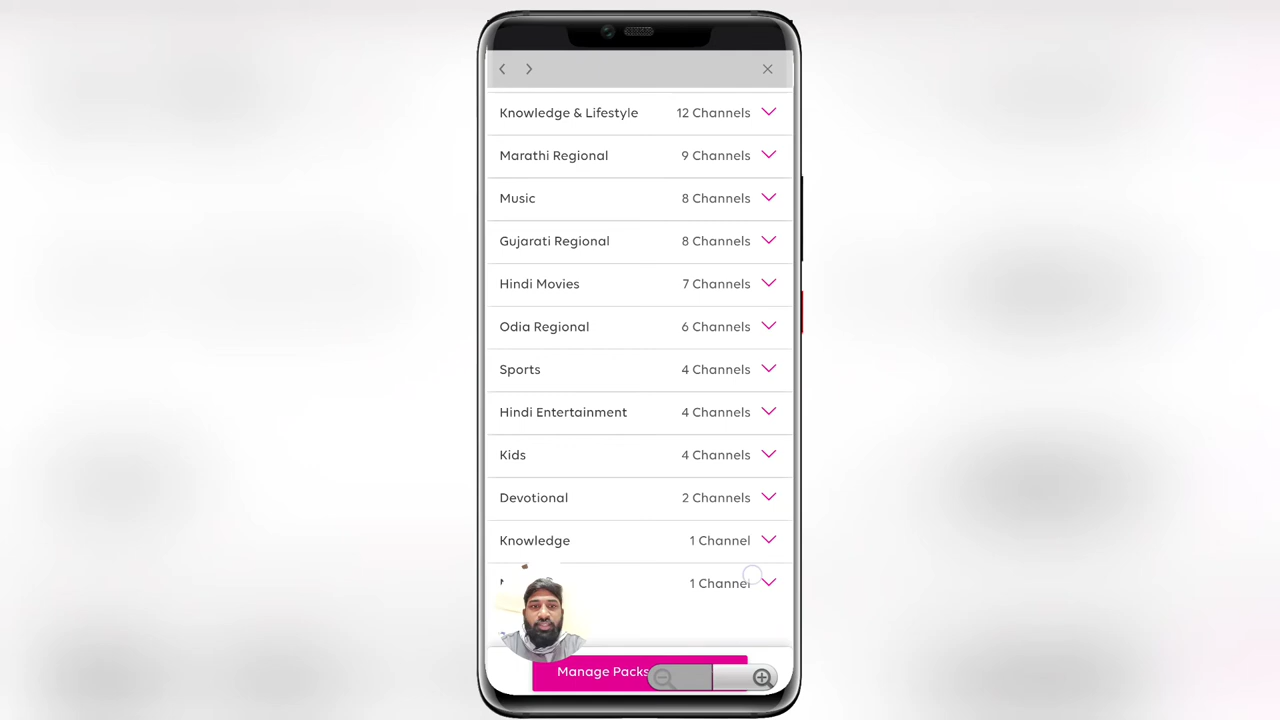 Knowledge & Lifestyle 12 Channels
Marathi Regional 9 Channels
Music 8 Channels
Gujarati Regional 8 Channels
Hindi Movies 7 Channels
Odia Regional 6 Channels
Sports 4 Channels
Hindi Entertainment 4 Channels
Kids 4 Channels
Devotional 2 Channels
Knowledge 1 Channel
1 Channel
Manage Packs